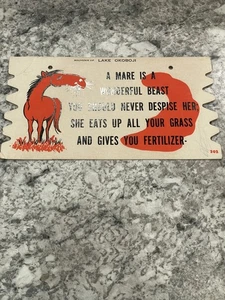 LAKE OKOBOJI
A MARE IS A
WONDERFUL BEAST
YOU SHOULD NEVER DESPISE HER
SHE EATS UP ALL YOUR GRASS
AND GIVES YOU FERTILIZER.